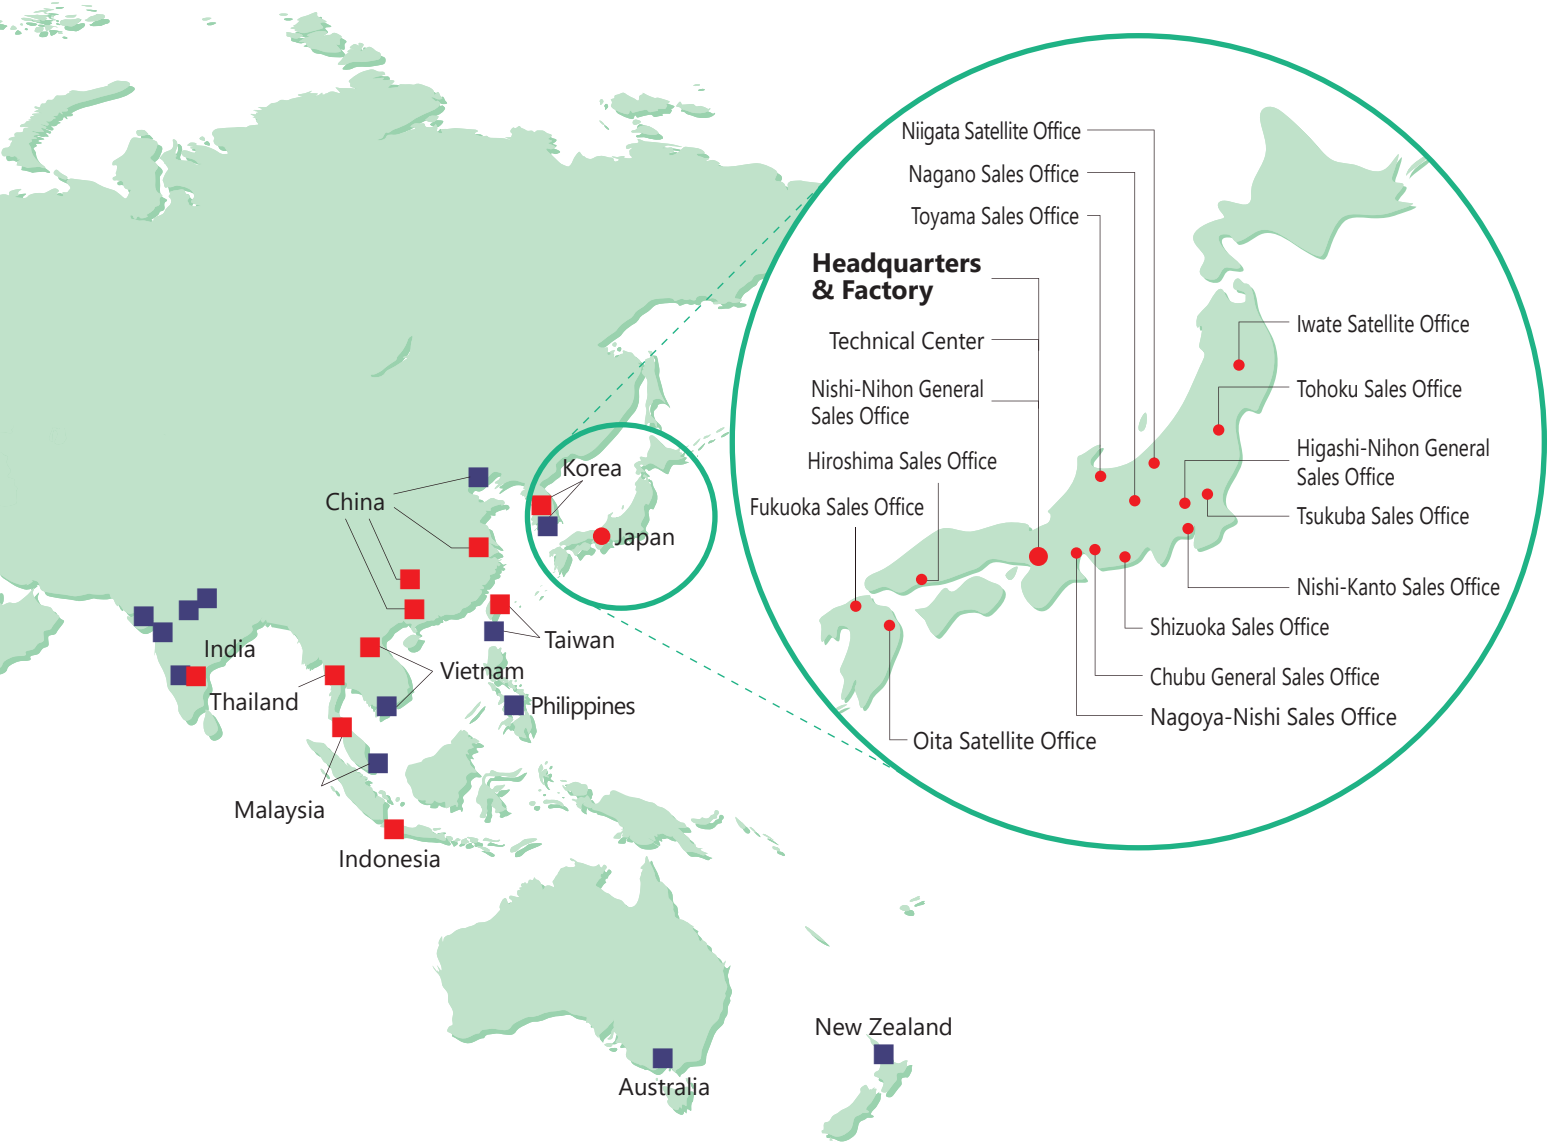 Niigata Satellite Office
Nagano Sales Office
Toyama Sales Office
Headquarters
& Factory
Technical Center
Nishi-Nihon General
Sales Office
Hiroshima Sales Office
Fukuoka Sales Office
Iwate Satellite Office
Tohoku Sales Office
Higashi-Nihon General
Sales Office
Tsukuba Sales Office
Nishi-Kanto Sales Office
Shizuoka Sales Office
Chubu General Sales Office
Nagoya-Nishi Sales Office
Oita Satellite Office
Korea
China
Japan
Taiwan
India
Vietnam
Thailand
Philippines
Malaysia
Indonesia
New Zealand
Australia